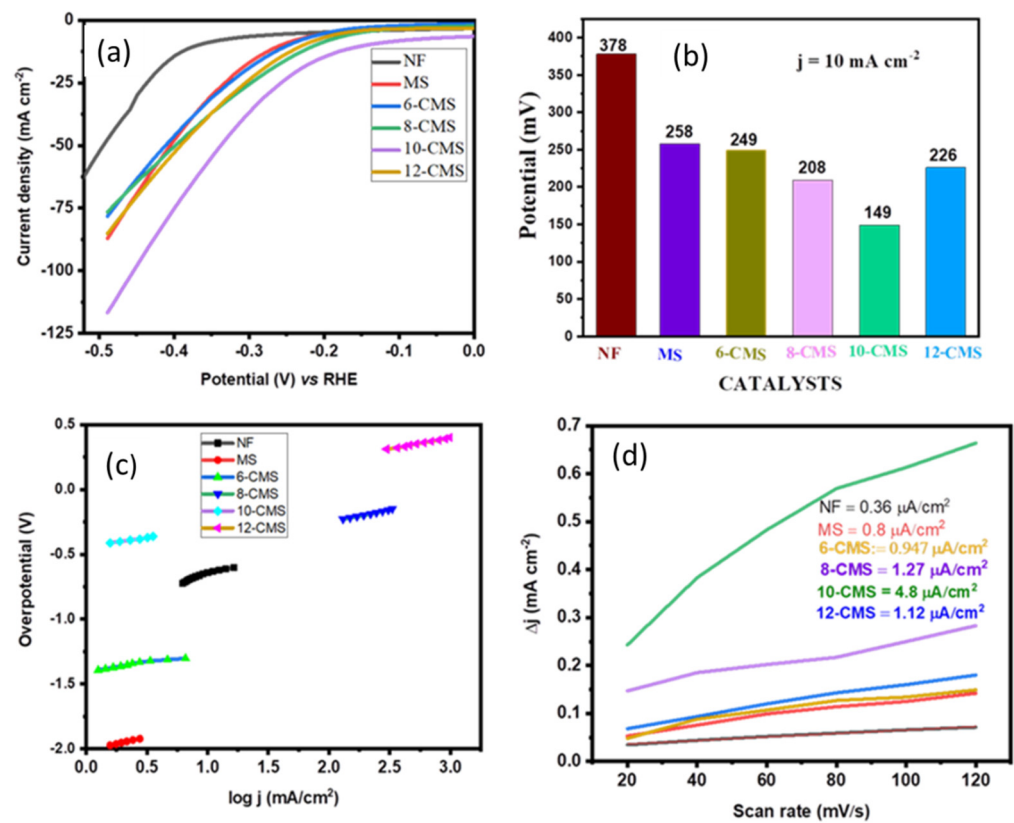 (a)
NF
MS
6-CMS
8-CMS
10-CMS
12-CMS
0
-25
-50
-75
-100
-125
-0.5
-0.4
-0.3
-0.2
-0.1
0.0
Current density (mA cm-2)
Potential (V) vs RHE
(b)
j = 10 mA cm-2
378
258
249
208
149
226
400
350
300
250
200
150
100
50
0
Potential (mV)
NF
MS
6-CMS
8-CMS
10-CMS
12-CMS
CATALYSTS
(c)
NF
MS
6-CMS
8-CMS
10-CMS
12-CMS
0.5
0.0
-0.5
-1.0
-1.5
-2.0
0.0
0.5
1.0
1.5
2.0
2.5
3.0
Overpotential (V)
log j (mA/cm2)
(d)
NF = 0.36 µA/cm2
MS = 0.8 µA/cm2
6-CMS:= 0.947 µA/cm2
8-CMS = 1.27 µA/cm2
10-CMS = 4.8 µA/cm2
12-CMS = 1.12 µA/cm2
0.7
0.6
0.5
0.4
0.3
0.2
0.1
0.0
20
40
60
80
100
120
Δj (mA cm-2)
Scan rate (mV/s)